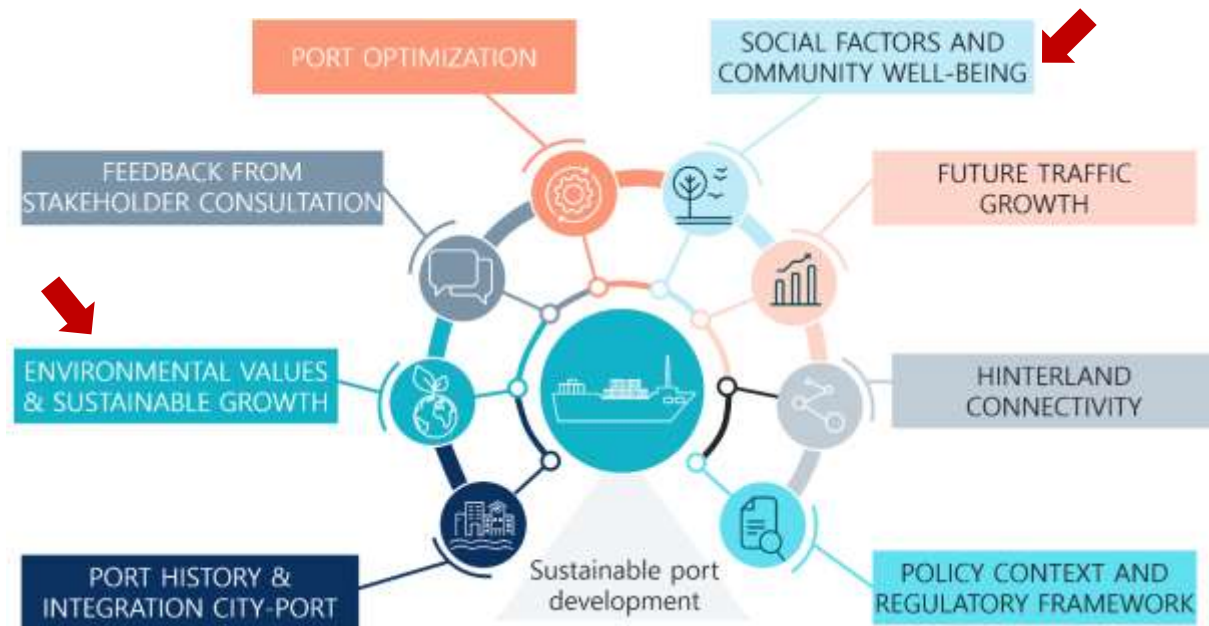 PORT OPTIMIZATION
SOCIAL FACTORS AND
COMMUNITY WELL-BEING
FEEDBACK FROM
STAKEHOLDER CONSULTATION
FUTURE TRAFFIC
GROWTH
ENVIRONMENTAL VALUES
& SUSTAINABLE GROWTH
HINTERLAND
CONNECTIVITY
PORT HISTORY &
INTEGRATION CITY-PORT
Sustainable port
development
POLICY CONTEXT AND
REGULATORY FRAMEWORK